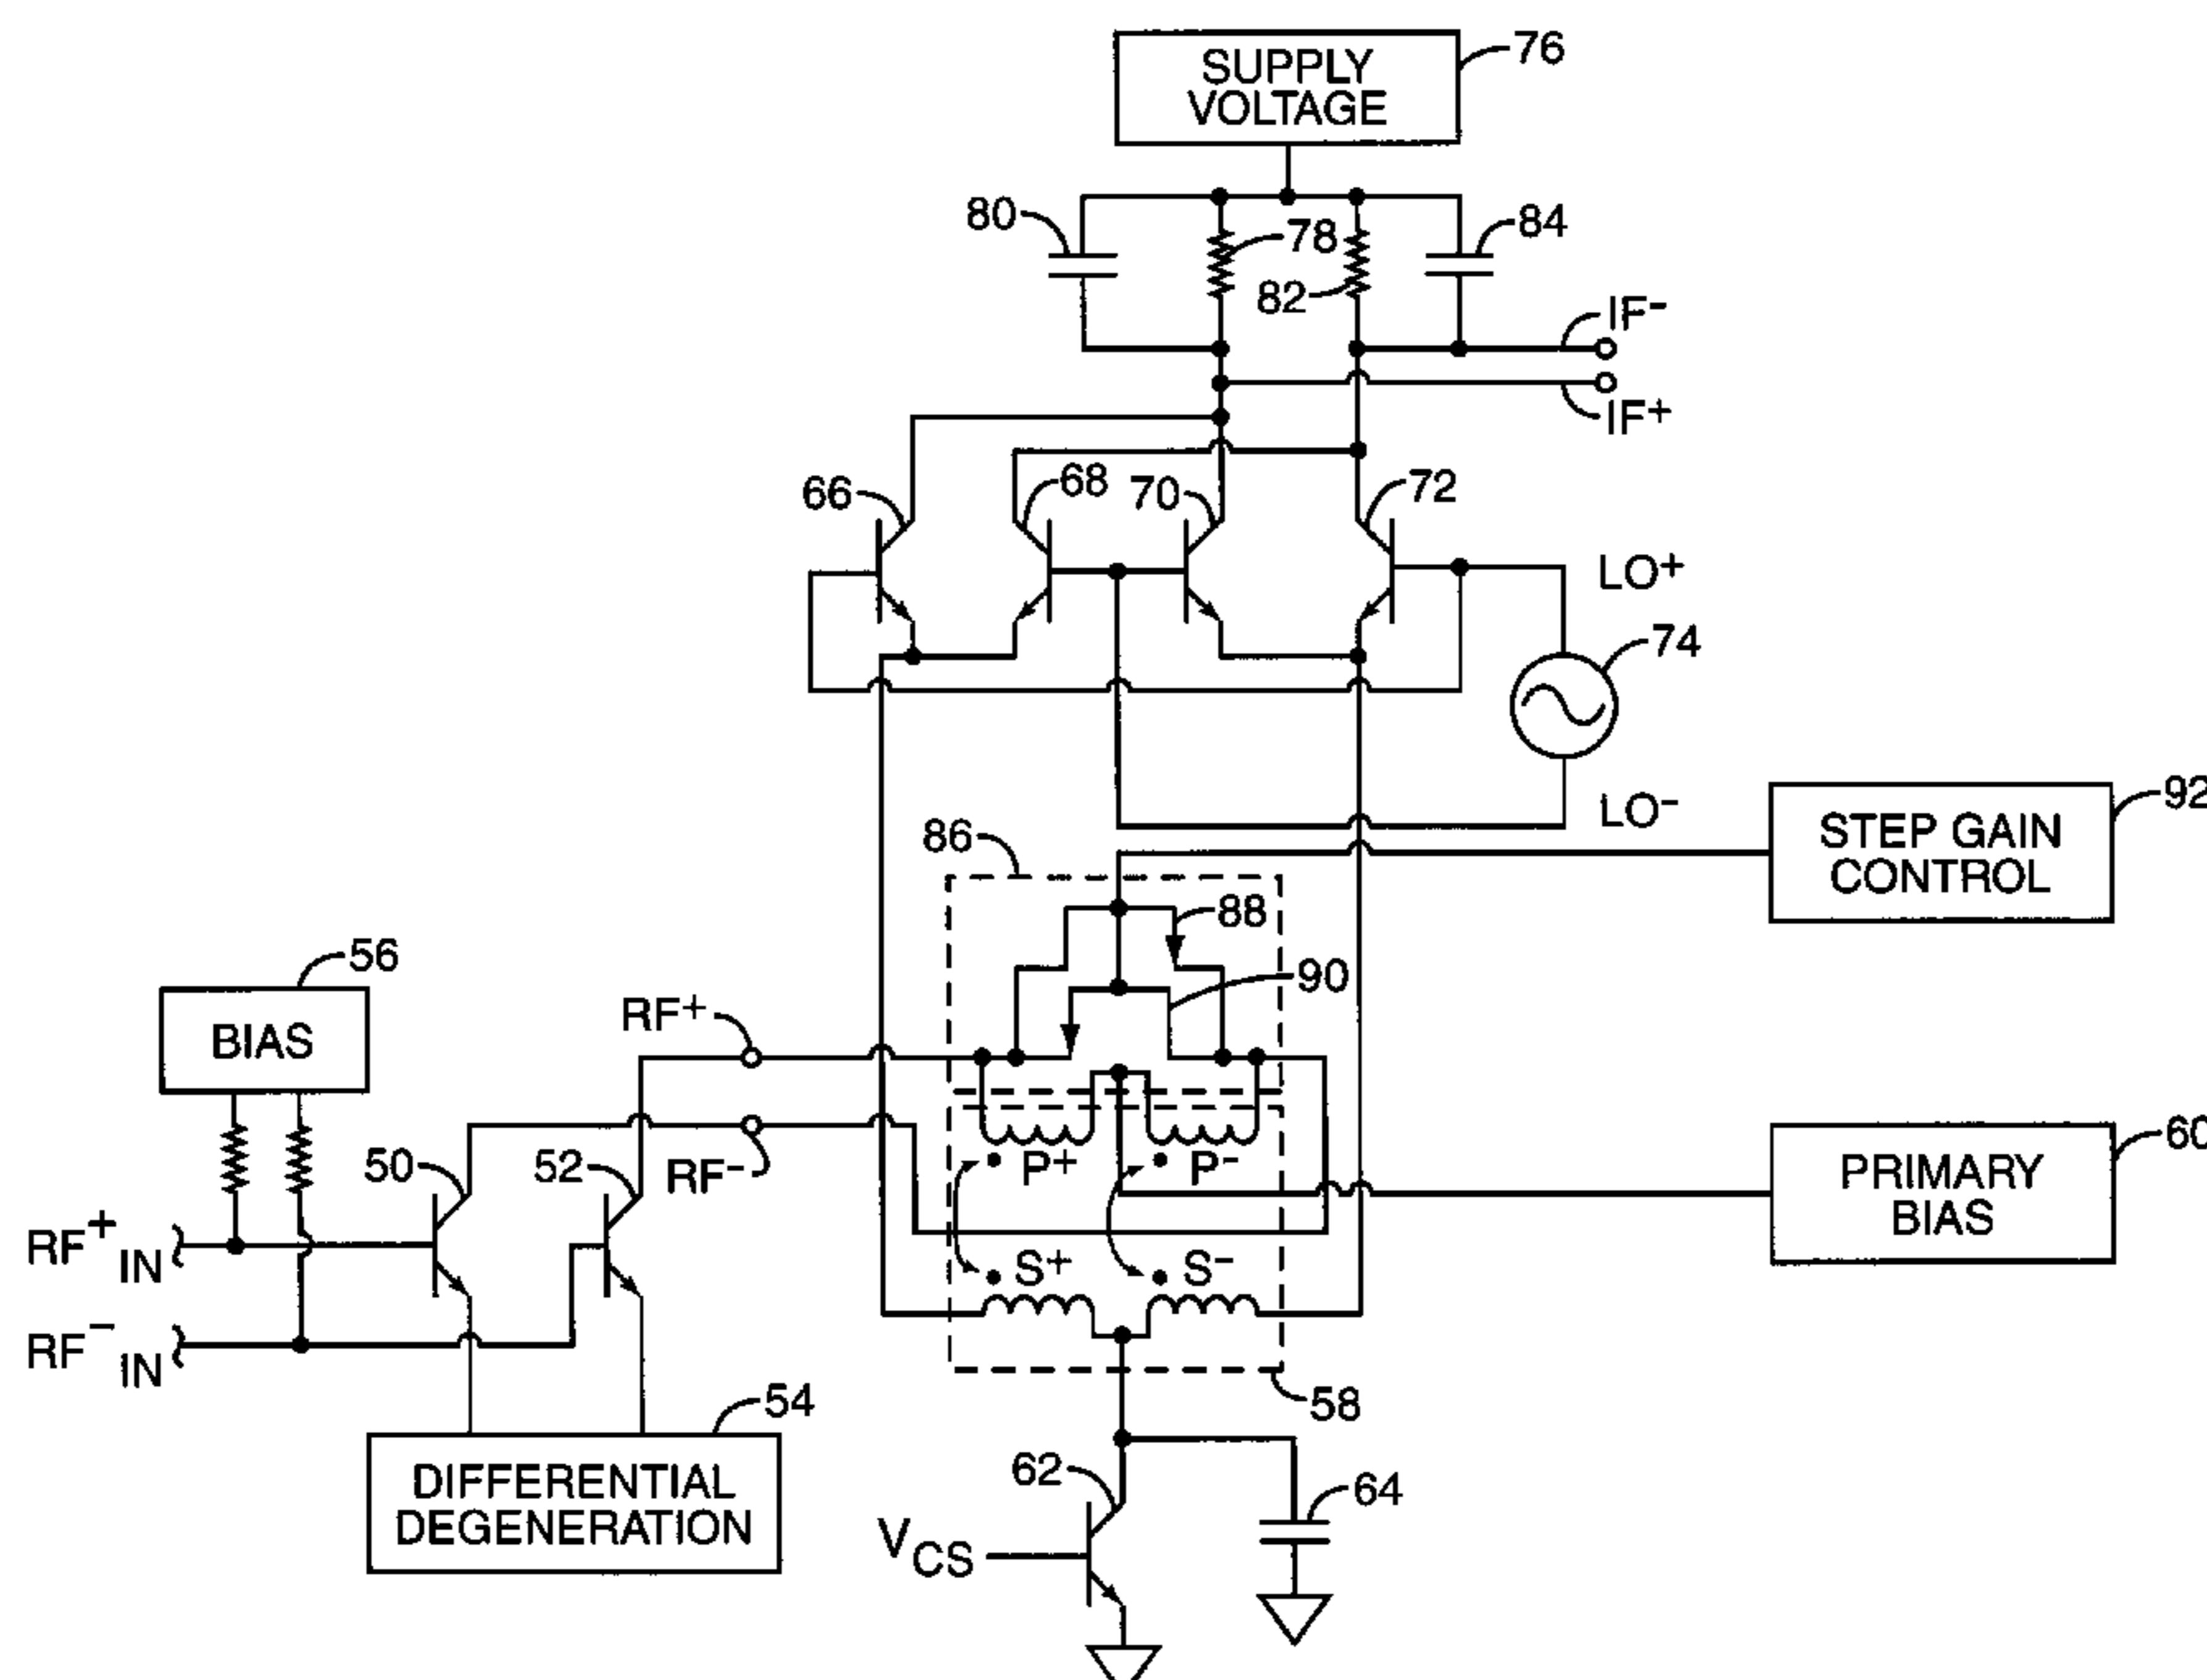 SUPPLY
VOLTAGE
76
80
78
84
82
IF-
IF+
66
68
70
72
LO+
74
LO-
92
STEP GAIN
CONTROL
86
88
90
56
BIAS
RF+
RF-
P+
P-
60
PRIMARY
BIAS
50
52
RF+IN
S+
S-
RF-IN
54
DIFFERENTIAL
DEGENERATION
58
62
64
VCS